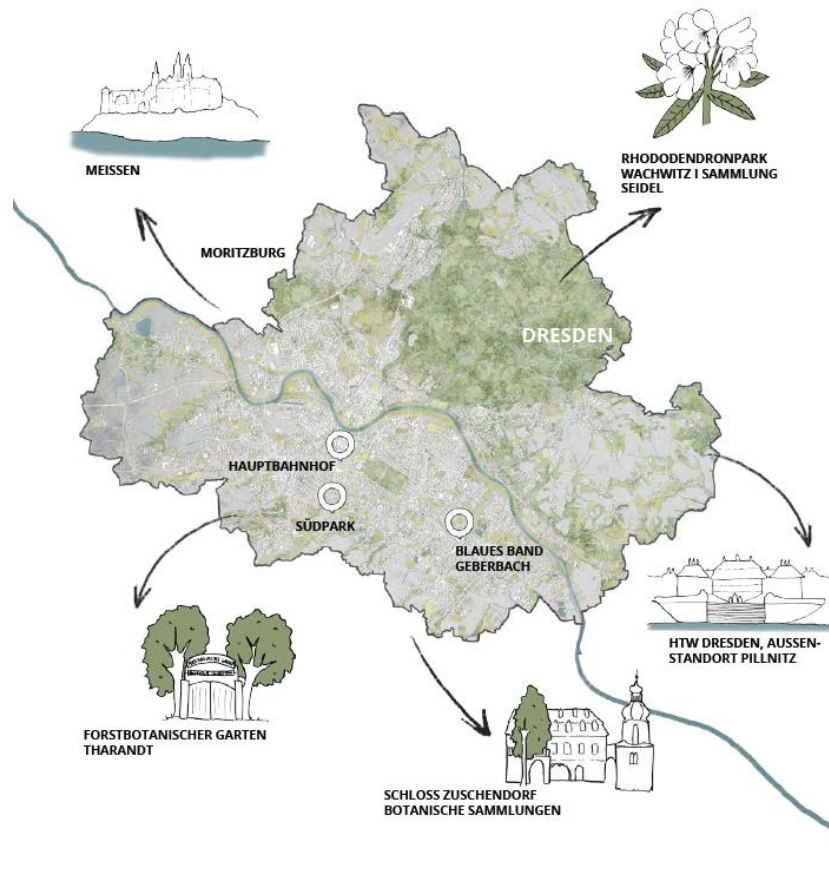 MEISSEN
RHODODENDRONPARK
WACHWITZ I SAMMLUNG
SEIDEL
MORITZBURG
DRESDEN
HAUPTBAHNHOF
SÜDPARK
BLAUES BAND
GEBERBACH
HTW DRESDEN, AUSSEN-
STANDORT PILLNITZ
FORSTBOTANISCHER GARTEN
THARANDT
SCHLOSS ZUSCHENDORF
BOTANISCHE SAMMLUNGEN